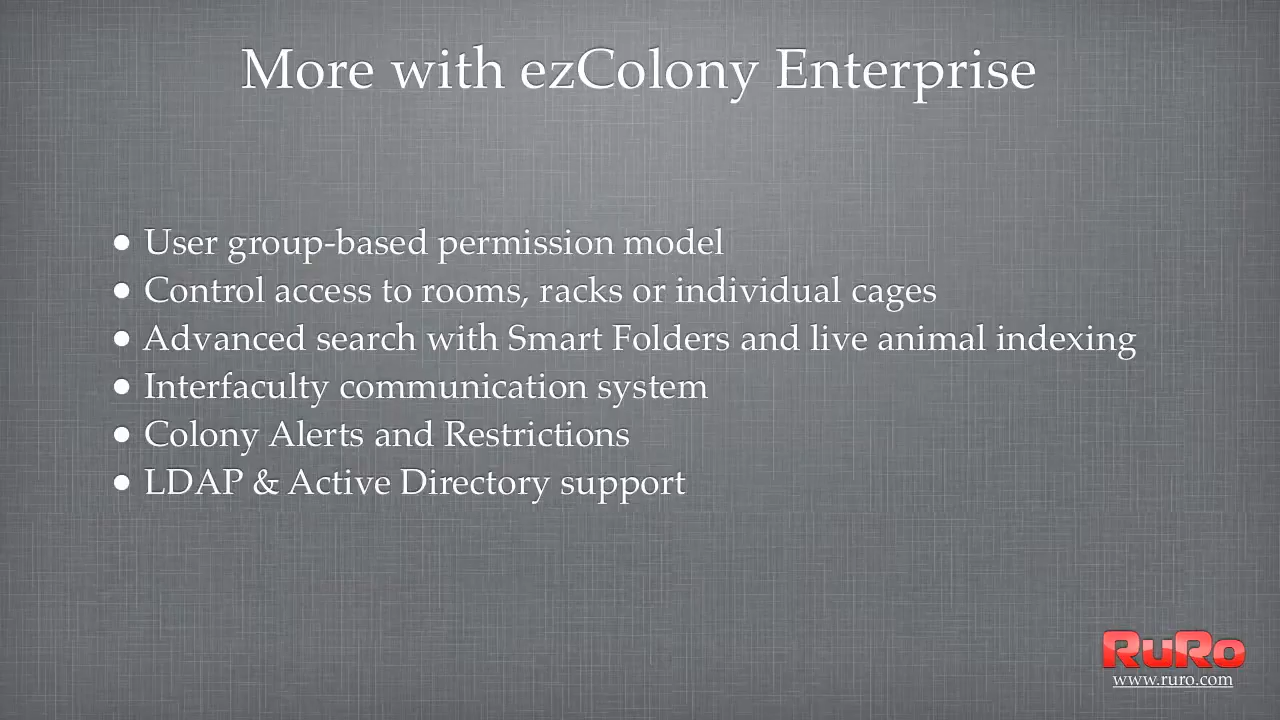 More with ezColony Enterprise
• User group-based permission model
• Control access to rooms, racks or individual cages
• Advanced search with Smart Folders and live animal indexing
• Interfaculty communication system
• Colony Alerts and Restrictions
• LDAP & Active Directory support
RuRo
www.ruro.com